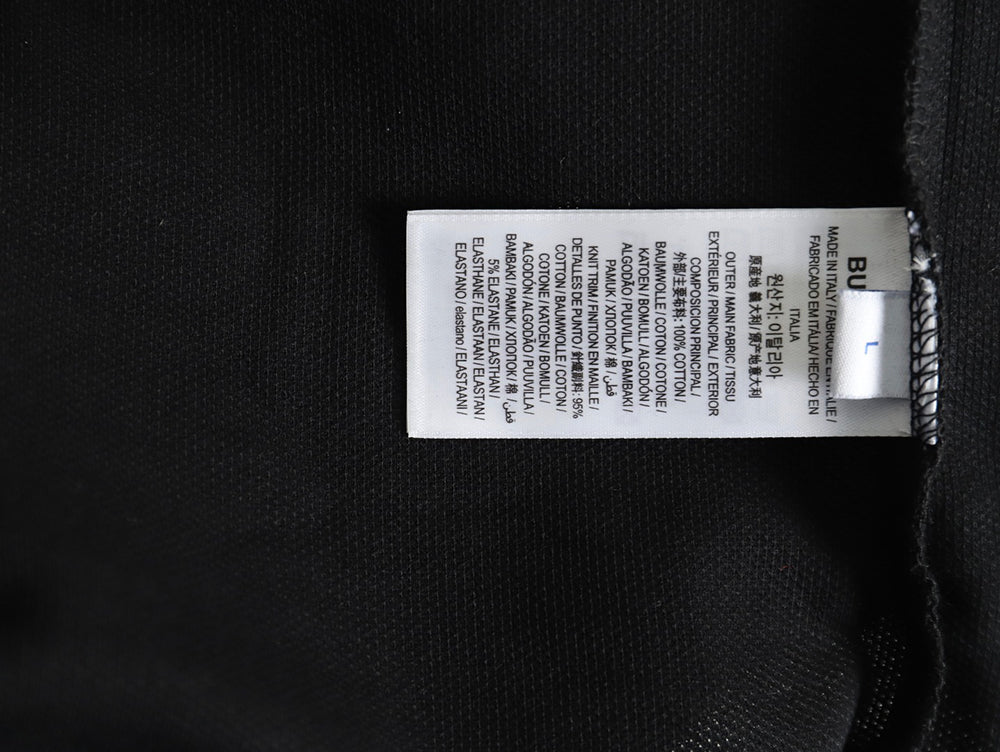 BU
L
MADE IN ITALY / FABRIQUÉ EN ITALIE /
FABRICADO EM ITÁLIA/ HECHO EN
ITALIA
원산지: 이탈리아
原産地 義大利/ 原产地意大利
OUTER / MAIN FABRIC / TISSU
EXTÉRIEUR / PRINCIPAL / EXTERIOR
COMPOSICION PRINCIPAL /
外部/主要布料: 100% COTTON /
BAUMWOLLE / COTON / COTONE /
KATOEN / BOMULL / ALGODÓN /
ALGODÃO / PUUVILLA / BAMBAKI /
PAMUK / ХЛОПОК / 棉 / قطن
KNIT TRIM / FINITION EN MAILLE /
DETALLES DE PUNTO / 針織副料: 95%
COTTON / BAUMWOLLE / COTON /
COTONE / KATOEN / BOMULL /
ALGODÓN / ALGODÃO / PUUVILLA /
BAMBAKI / PAMUK / ХЛОПОК / 棉 / قطن
5% ELASTANE / ELASTHAN /
ELASTHANE / ELASTAAN / ELASTAN /
ELASTANO / elastano / ELASTAANI /